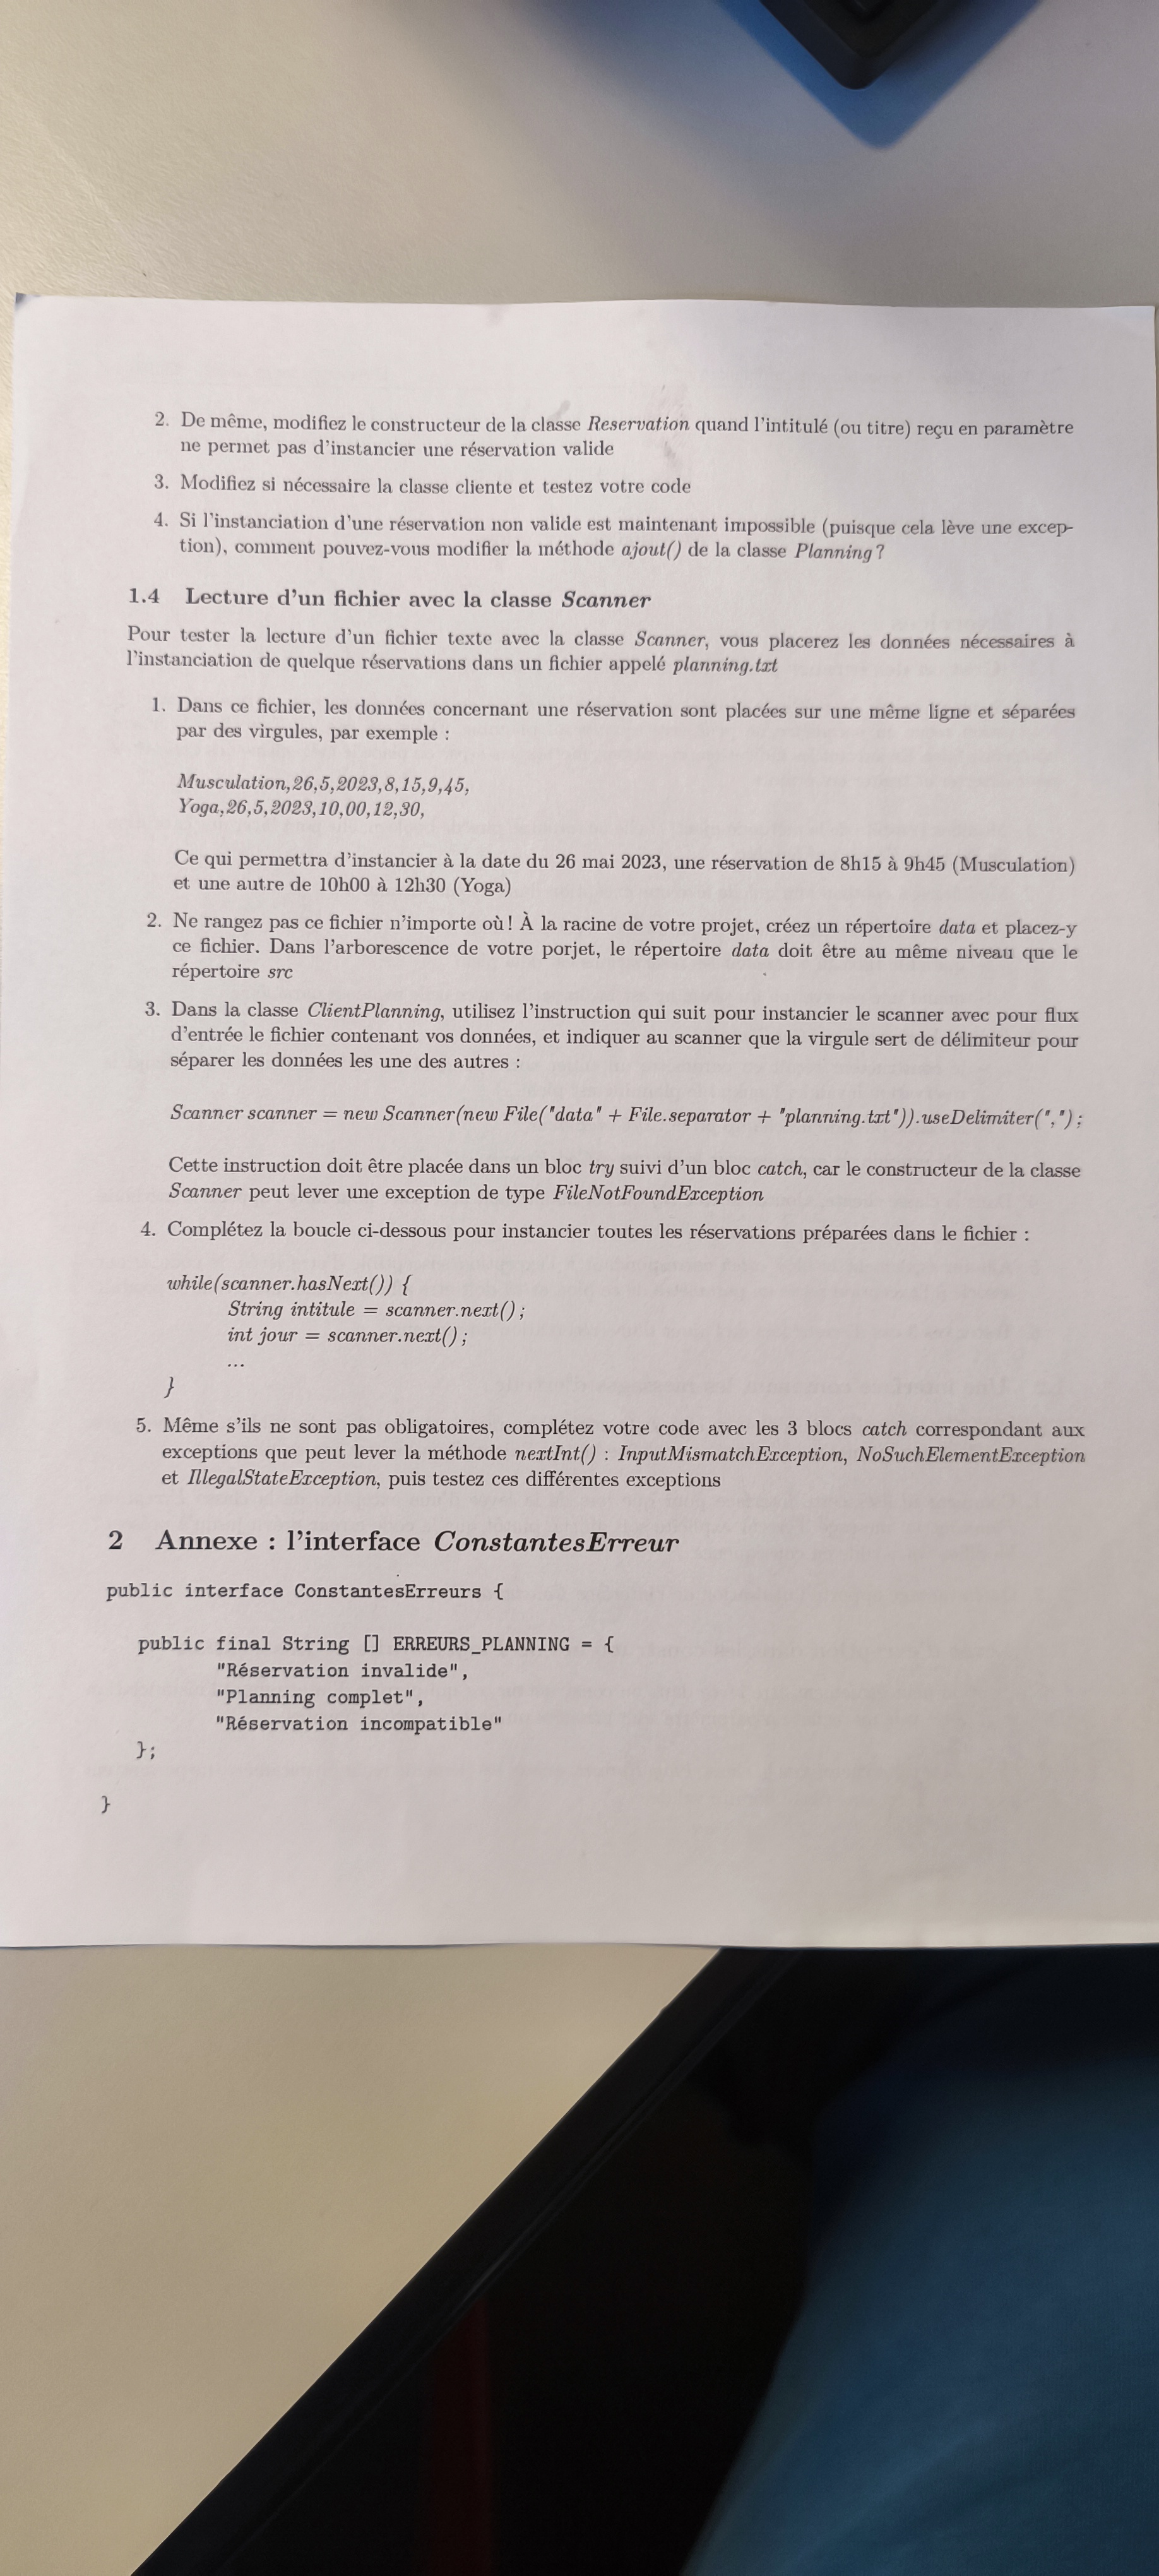 2. De même, modifiez le constructeur de la classe Reservation quand l'intitulé (ou titre) reçu en paramètre
ne permet pas d'instancier une réservation valide
3. Modifiez si nécessaire la classe cliente et testez votre code
4. Si l'instanciation d'une réservation non valide est maintenant impossible (puisque cela lève une excep-
tion), comment pouvez-vous modifier la méthode ajout() de la classe Planning ?
1.4 Lecture d'un fichier avec la classe Scanner
Pour tester la lecture d'un fichier texte avec la classe Scanner, vous placerez les données nécessaires à
l'instanciation de quelque réservations dans un fichier appelé planning.txt
1. Dans ce fichier, les données concernant une réservation sont placées sur une même ligne et séparées
par des virgules, par exemple :
Musculation,26,5,2023,8,15,9,45,
Yoga,26,5,2023,10,00,12,30,
Ce qui permettra d'instancier à la date du 26 mai 2023, une réservation de 8h15 à 9h45 (Musculation)
et une autre de 10h00 à 12h30 (Yoga)
2. Ne rangez pas ce fichier n'importe où ! À la racine de votre projet, créez un répertoire data et placez-y
ce fichier. Dans l'arborescence de votre porjet, le répertoire data doit être au même niveau que le
répertoire src
3. Dans la classe ClientPlanning, utilisez l'instruction qui suit pour instancier le scanner avec pour flux
d'entrée le fichier contenant vos données, et indiquer au scanner que la virgule sert de délimiteur pour
séparer les données les une des autres :
Scanner scanner = new Scanner(new File("data" + File.separator + "planning.txt")).useDelimiter(",") ;
Cette instruction doit être placée dans un bloc try suivi d'un bloc catch, car le constructeur de la classe
Scanner peut lever une exception de type FileNotFoundException
4. Complétez la boucle ci-dessous pour instancier toutes les réservations préparées dans le fichier :
while(scanner.hasNext()) {
String intitule = scanner.next() ;
int jour = scanner.next() ;
...
}
5. Même s'ils ne sont pas obligatoires, complétez votre code avec les 3 blocs catch correspondant aux
exceptions que peut lever la méthode nextInt() : InputMismatchException, NoSuchElementException
et IllegalStateException, puis testez ces différentes exceptions
2 Annexe : l'interface ConstantesErreur
public interface ConstantesErreurs {
public final String [] ERREURS_PLANNING = {
"Réservation invalide",
"Planning complet",
"Réservation incompatible"
};
}